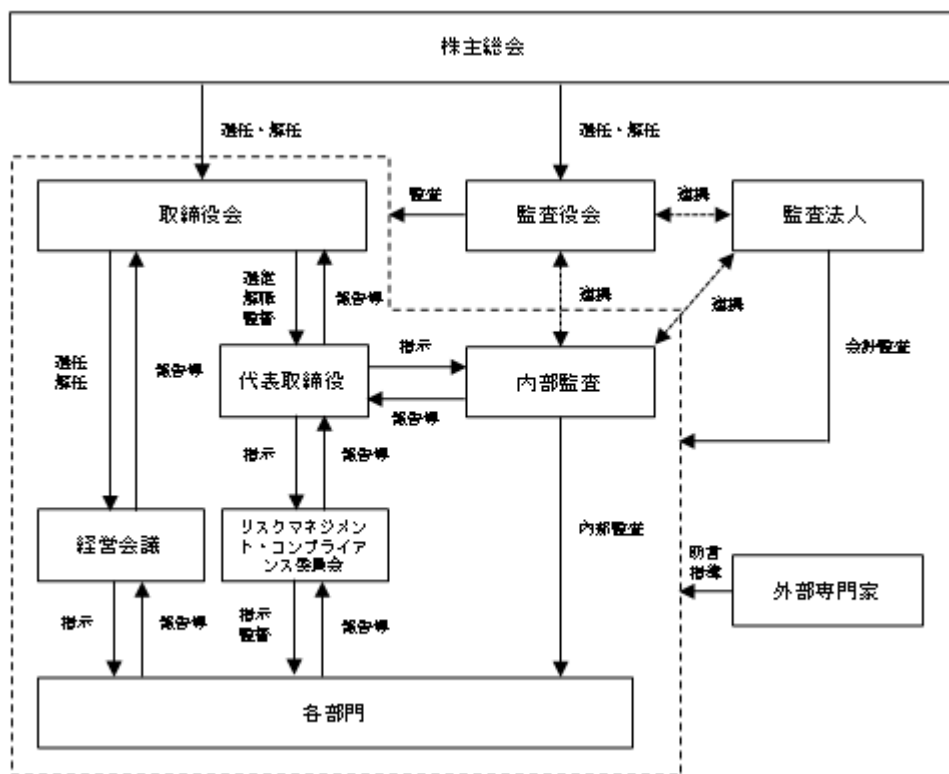 株主総会
選任・解任
選任・解任
取締役会
監査
監査役会
連携
監査法人
選定
解職
監督
報告等
連携
連携
選任
解任
報告等
代表取締役
指示
報告等
内部監査
会計監査
指示
報告等
経営会議
リスクマネジメン
ト・コンプライア
ンス委員会
内部監査
助言
指導
外部専門家
指示
報告等
指示
監督
報告等
各部門